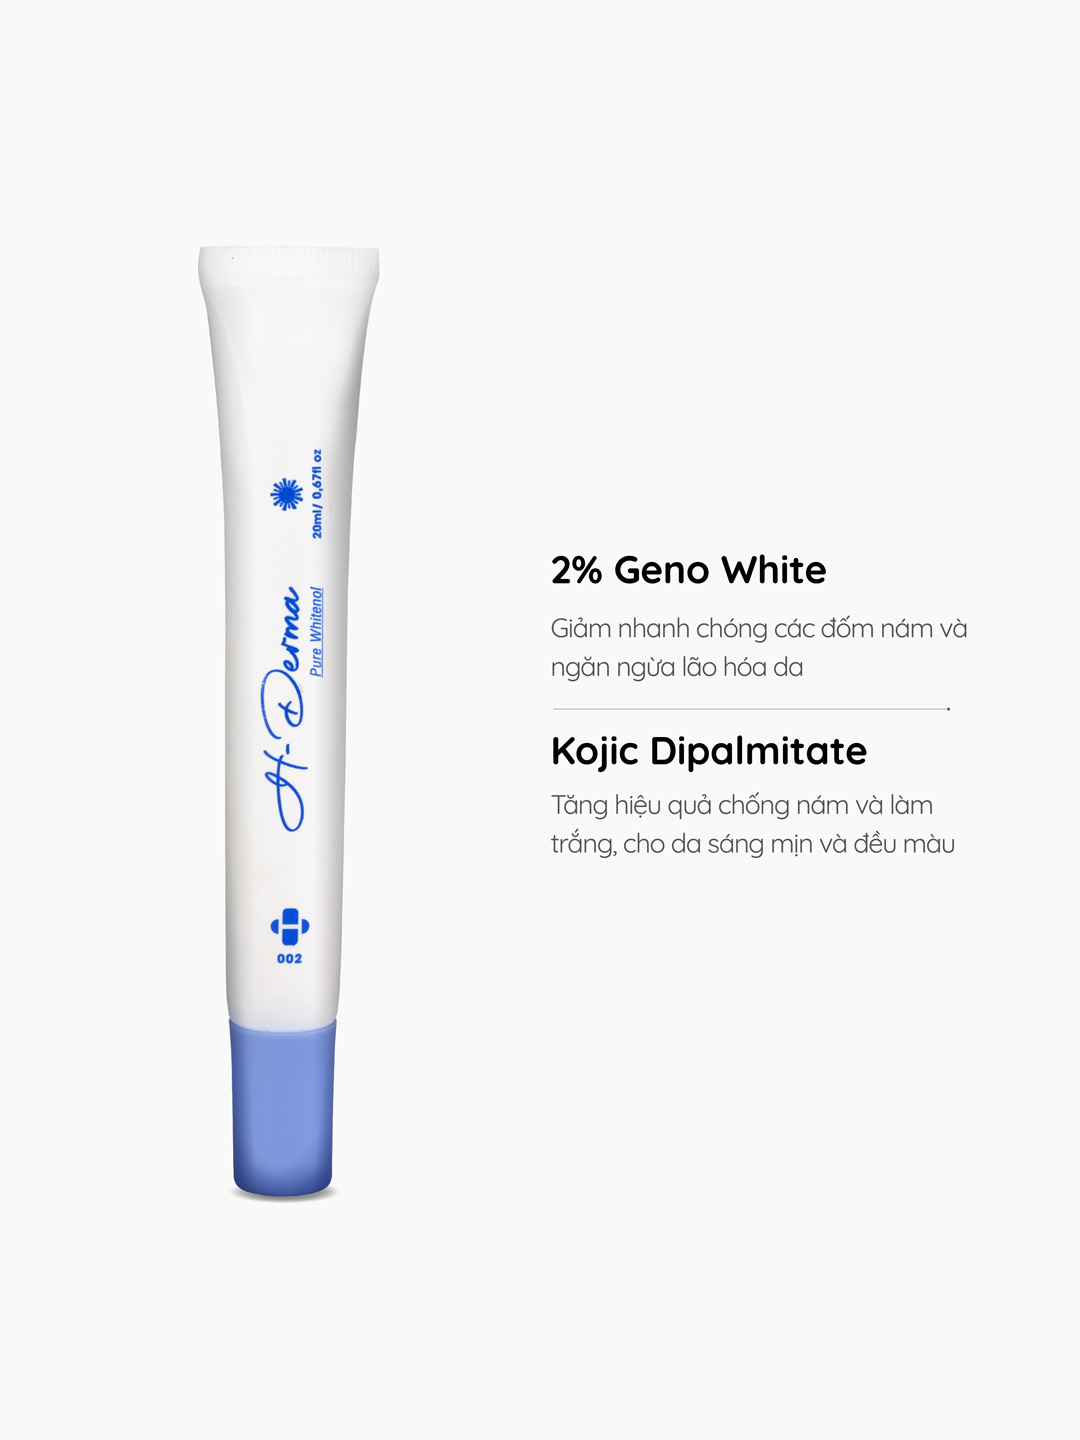 20ml/ 0,67fl oz
H-Derma
Pure Whitenol
002
2% Geno White
Giảm nhanh chóng các đốm nám và
ngăn ngừa lão hóa da
Kojic Dipalmitate
Tăng hiệu quả chống nám và làm
trắng, cho da sáng mịn và đều màu